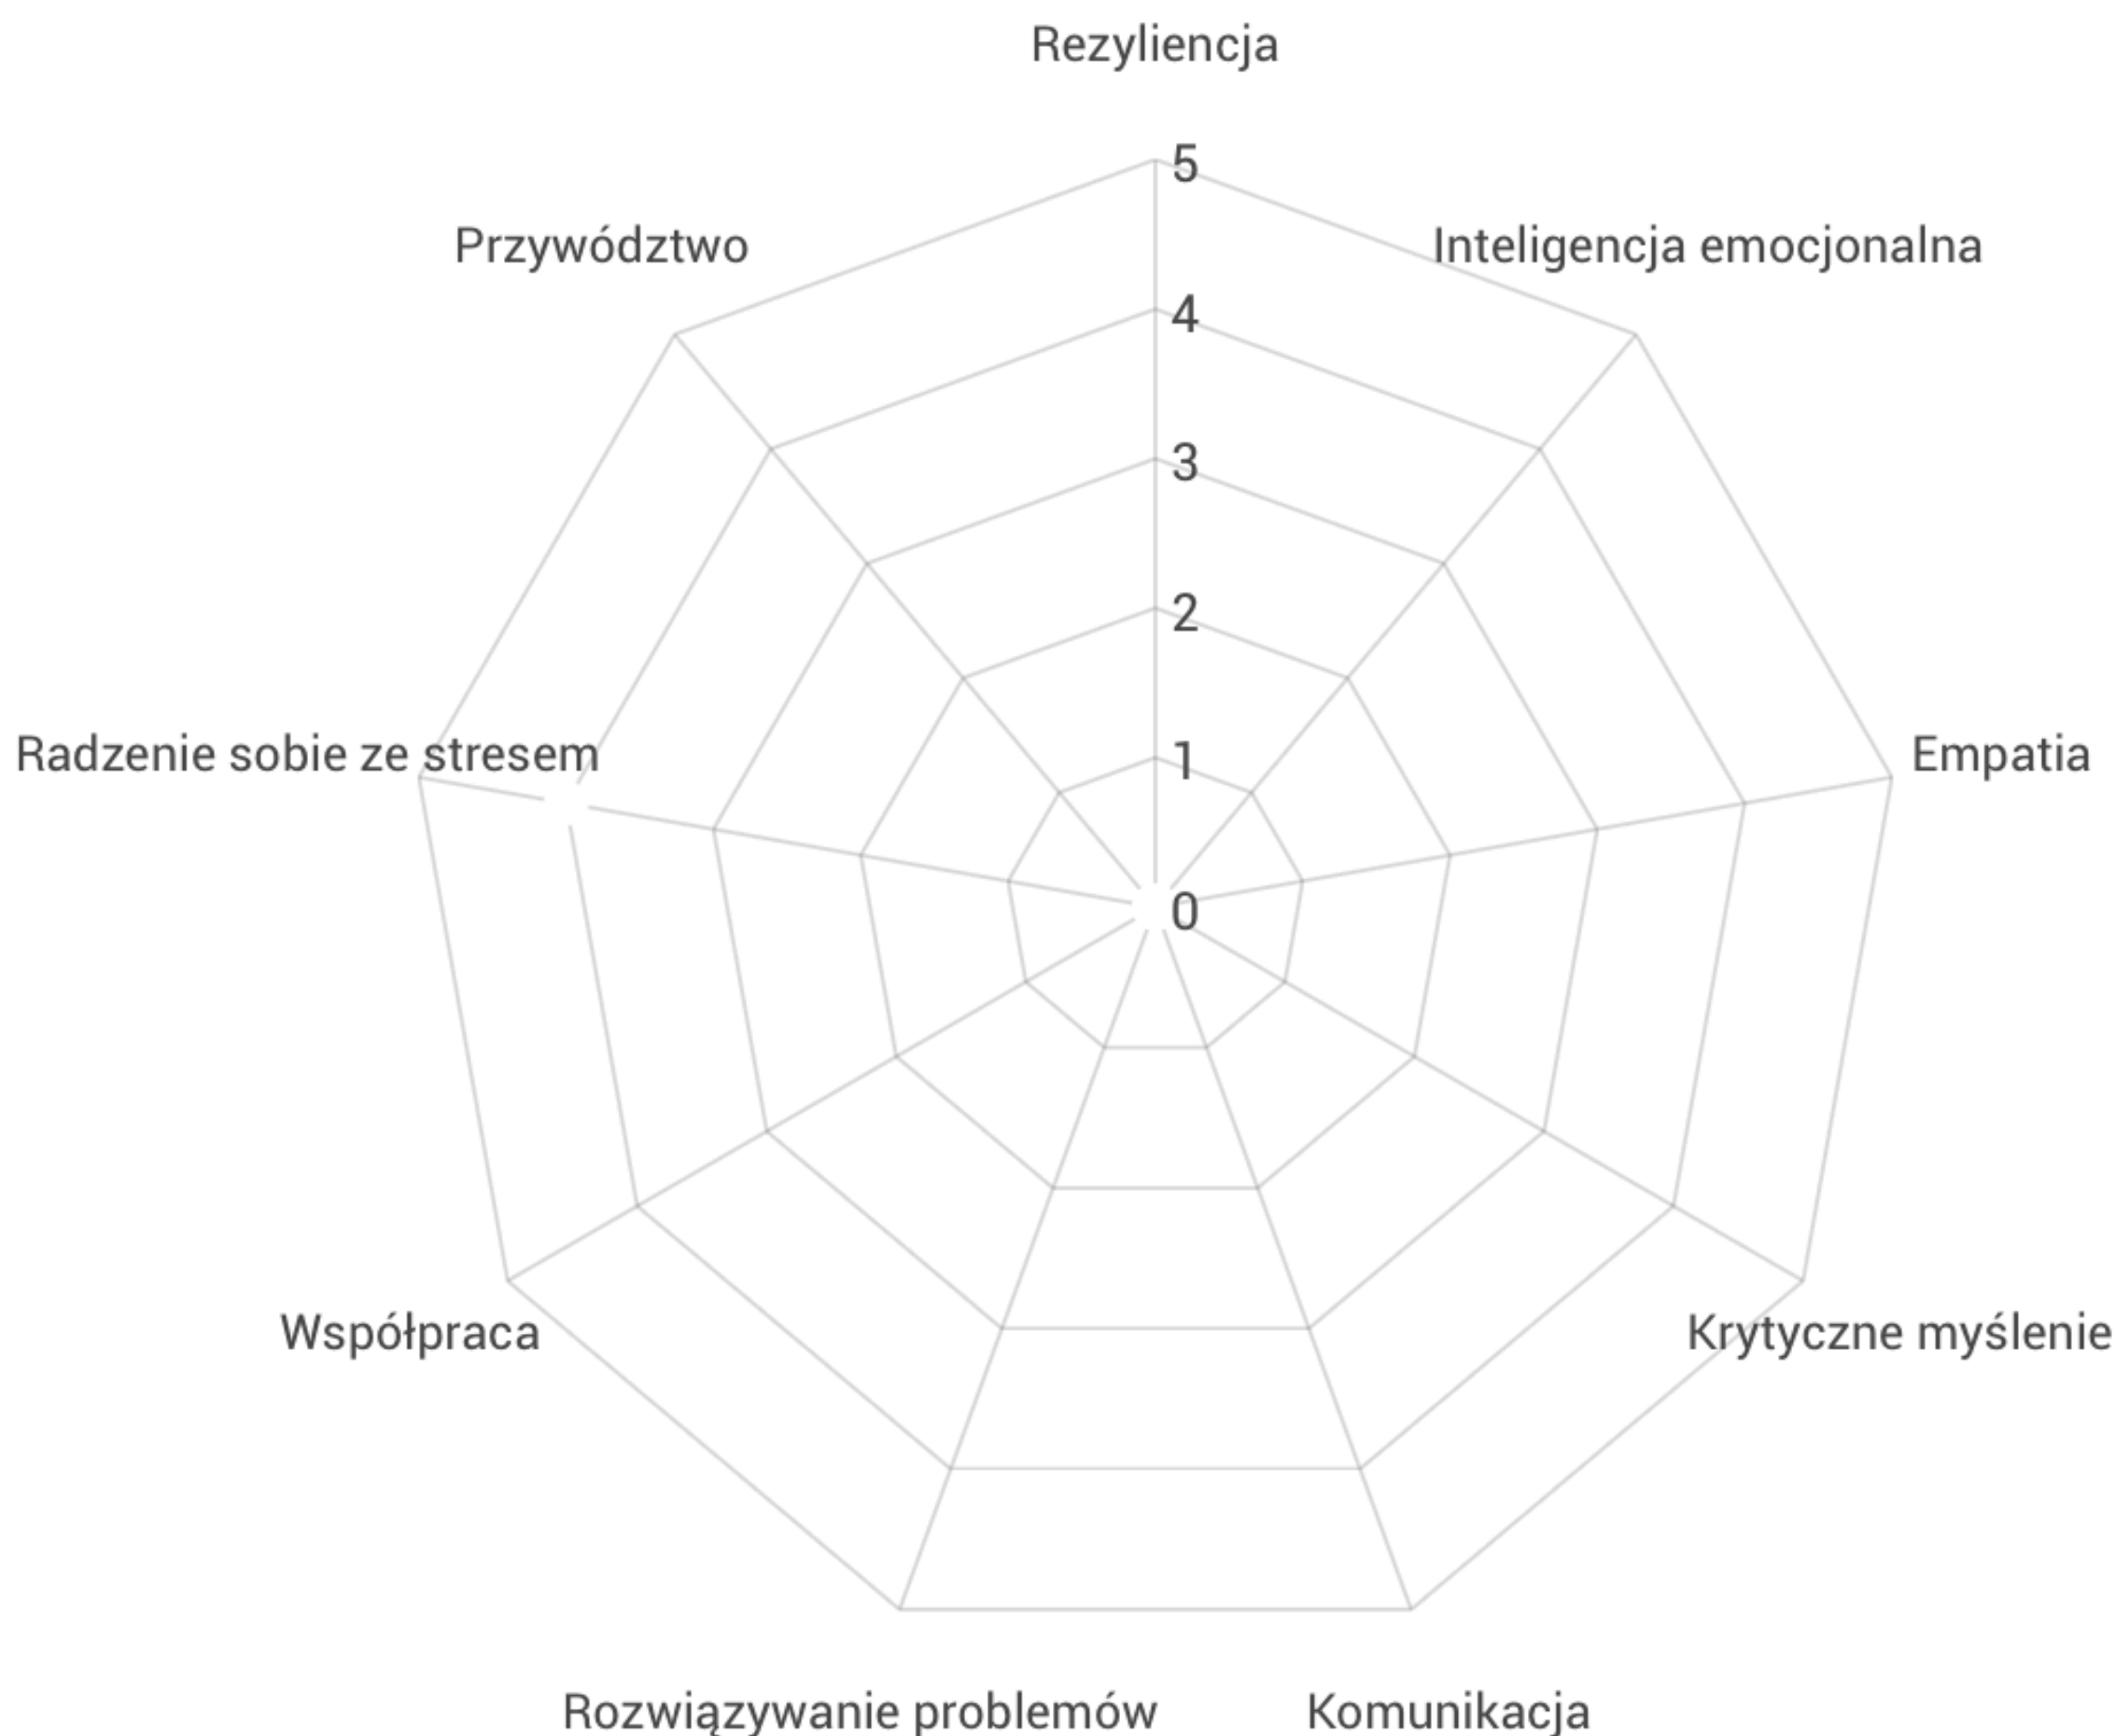 Rezyliencja
5
Przywództwo
Inteligencja emocjonalna
4
3
2
Radzenie sobie ze stresem
1
Empatia
0
Współpraca
Krytyczne myślenie
Rozwiązywanie problemów
Komunikacja